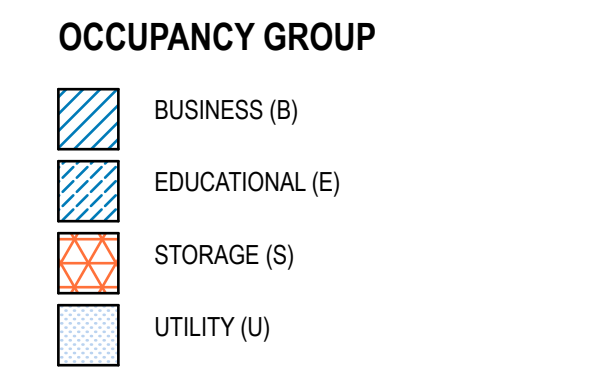 OCCUPANCY GROUP
BUSINESS (B)
EDUCATIONAL (E)
STORAGE (S)
UTILITY (U)